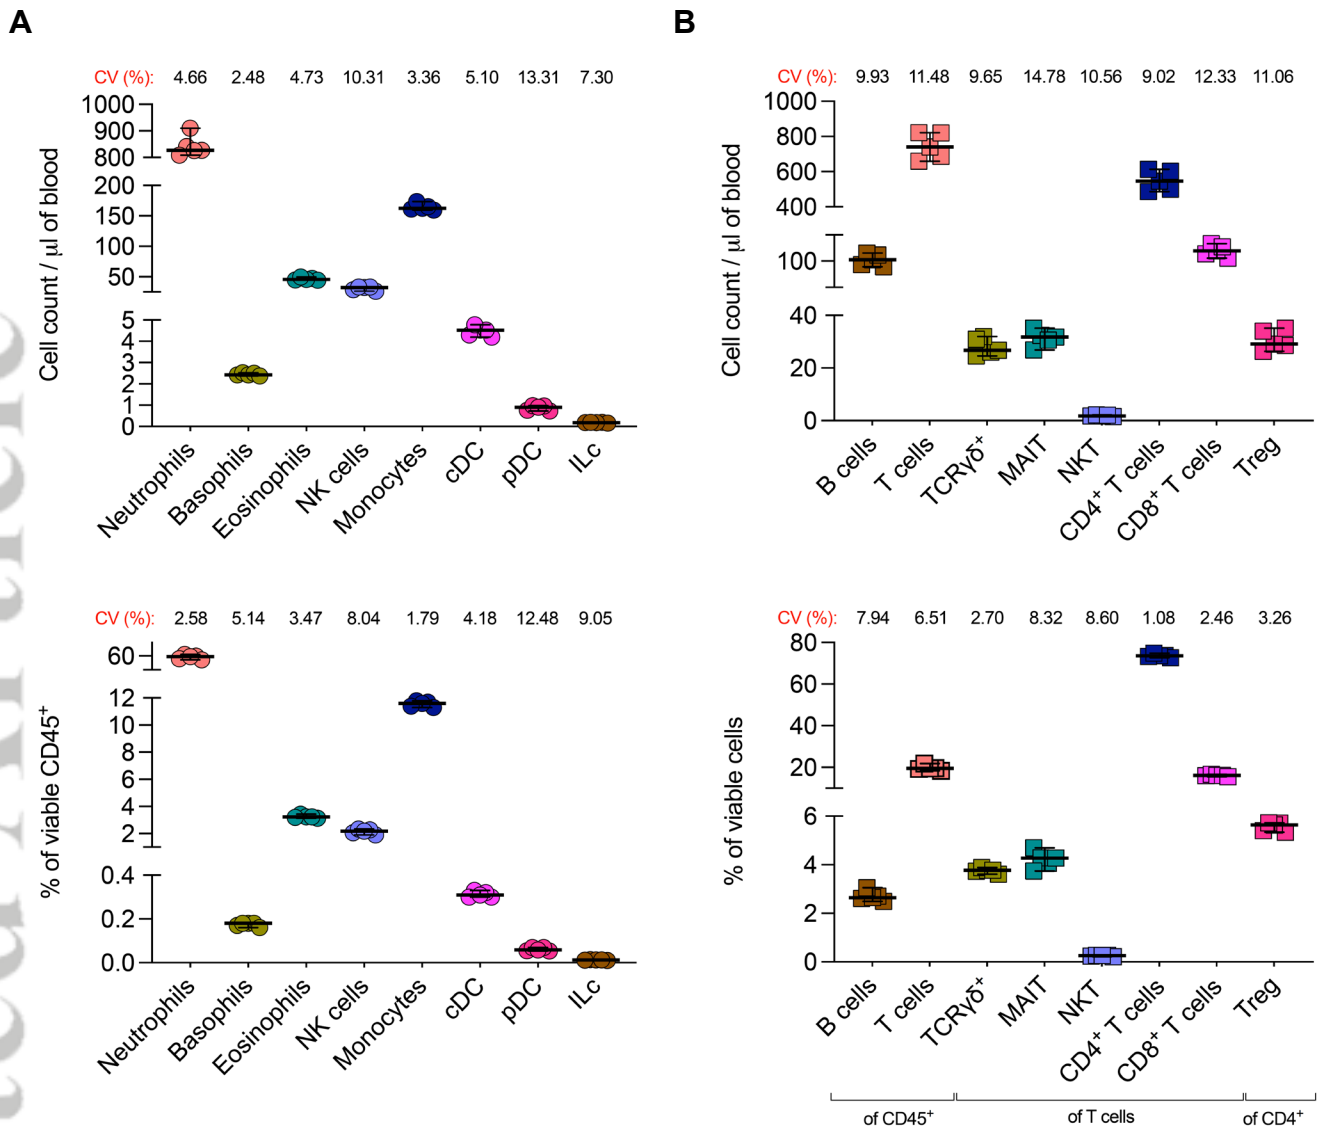 A
CV (%): 4.66 2.48 4.73 10.31 3.36 5.10 13.31 7.30
Cell count / µl of blood
1000
900
800
200
150
100
50
5
4
3
2
1
0
Neutrophils Basophils Eosinophils NK cells Monocytes cDC pDC ILc
CV (%): 2.58 5.14 3.47 8.04 1.79 4.18 12.48 9.05
% of viable CD45⁺
60
12
10
8
6
4
2
0.4
0.2
0.0
Neutrophils Basophils Eosinophils NK cells Monocytes cDC pDC ILc
B
CV (%): 9.93 11.48 9.65 14.78 10.56 9.02 12.33 11.06
Cell count / µl of blood
1000
800
600
400
100
40
20
0
B cells T cells TCRγδ⁺ MAIT NKT CD4⁺ T cells CD8⁺ T cells Treg
CV (%): 7.94 6.51 2.70 8.32 8.60 1.08 2.46 3.26
% of viable cells
80
60
40
20
6
4
2
0
B cells T cells TCRγδ⁺ MAIT NKT CD4⁺ T cells CD8⁺ T cells Treg
of CD45⁺ of T cells of CD4⁺